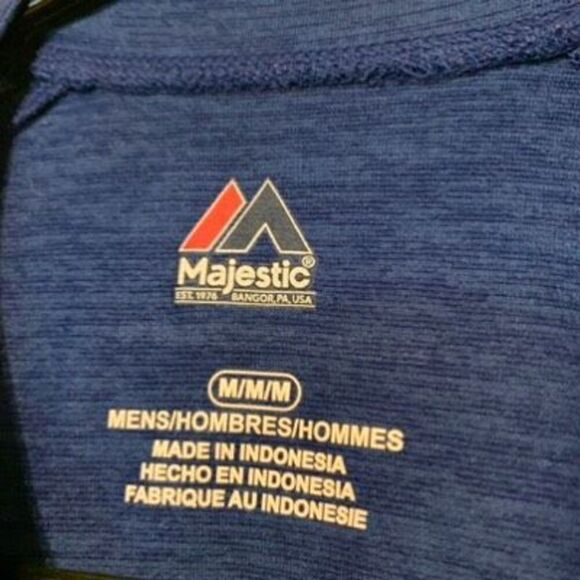 Majestic®
EST. 1976 BANGOR, PA, USA
M/M/M
MENS/HOMBRES/HOMMES
MADE IN INDONESIA
HECHO EN INDONESIA
FABRIQUE AU INDONESIE